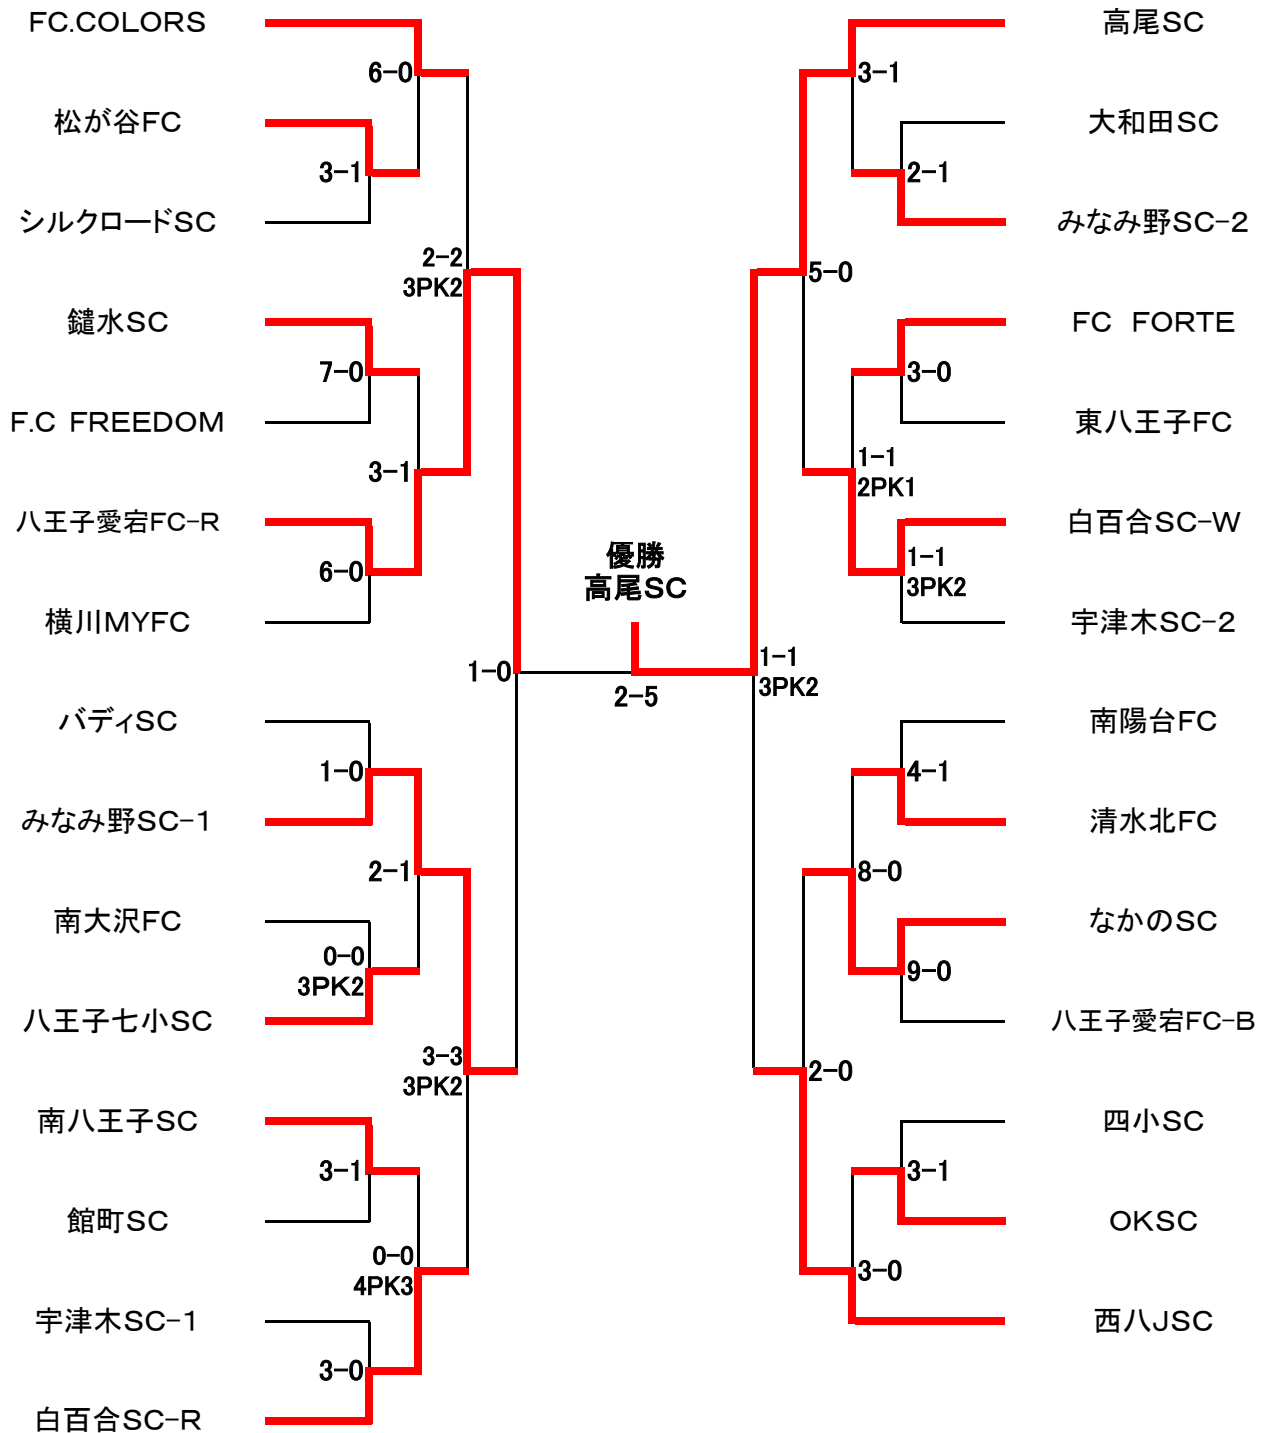 FC.COLORS
6-0
松が谷FC
3-1
シルクロードSC
2-2
3PK2
鑓水SC
7-0
F.C FREEDOM
3-1
八王子愛宕FC-R
6-0
横川MYFC
1-0
バディSC
1-0
みなみ野SC-1
2-1
南大沢FC
0-0
3PK2
八王子七小SC
3-3
3PK2
南八王子SC
3-1
館町SC
0-0
4PK3
宇津木SC-1
3-0
白百合SC-R
優勝
高尾SC
2-5
高尾SC
3-1
大和田SC
2-1
みなみ野SC-2
5-0
FC FORTE
3-0
東八王子FC
1-1
2PK1
白百合SC-W
1-1
3PK2
宇津木SC-2
1-1
3PK2
南陽台FC
4-1
清水北FC
8-0
なかのSC
9-0
八王子愛宕FC-B
2-0
四小SC
3-1
OKSC
3-0
西八JSC